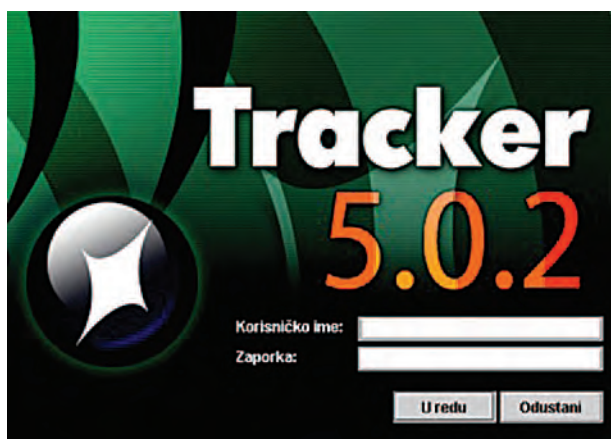 Tracker
5.0.2
Korisničko ime:
Zaporka:
U redu Odustani